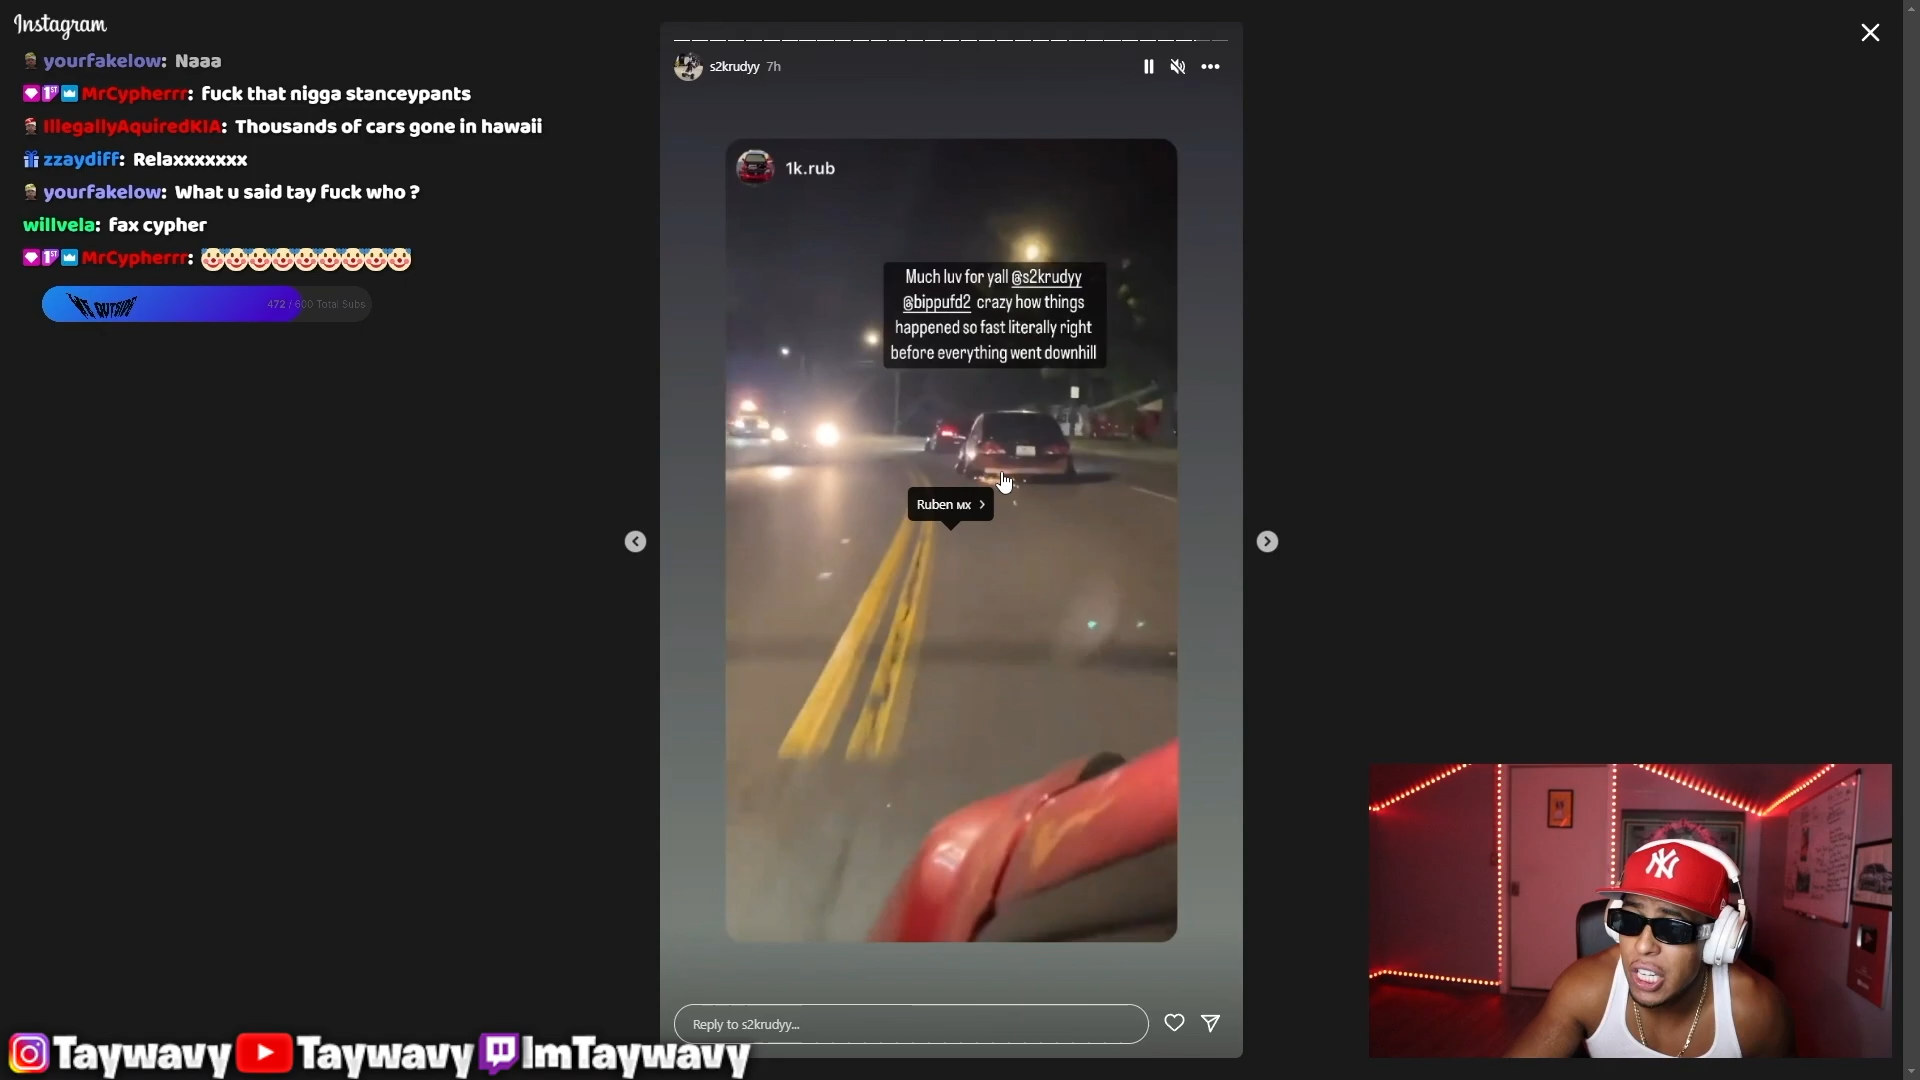 Instagram
yourfakelow: Naaa
MrCypherrr: fuck that nigga stanceypants
IllegallyAquiredKIA: Thousands of cars gone in hawaii
zzaydiff: Relaxxxxxxx
yourfakelow: What u said tay fuck who ?
willvela: fax cypher
MrCypherrr:
WE OUTSIDE
472 / 600 Total Subs
s2krudyy 7h
1k.rub
Much luv for yall @s2krudyy
@bippufd2 crazy how things
happened so fast literally right
before everything went downhill
Ruben MX >
Reply to s2krudyy...
Taywavy Taywavy ImTaywavy